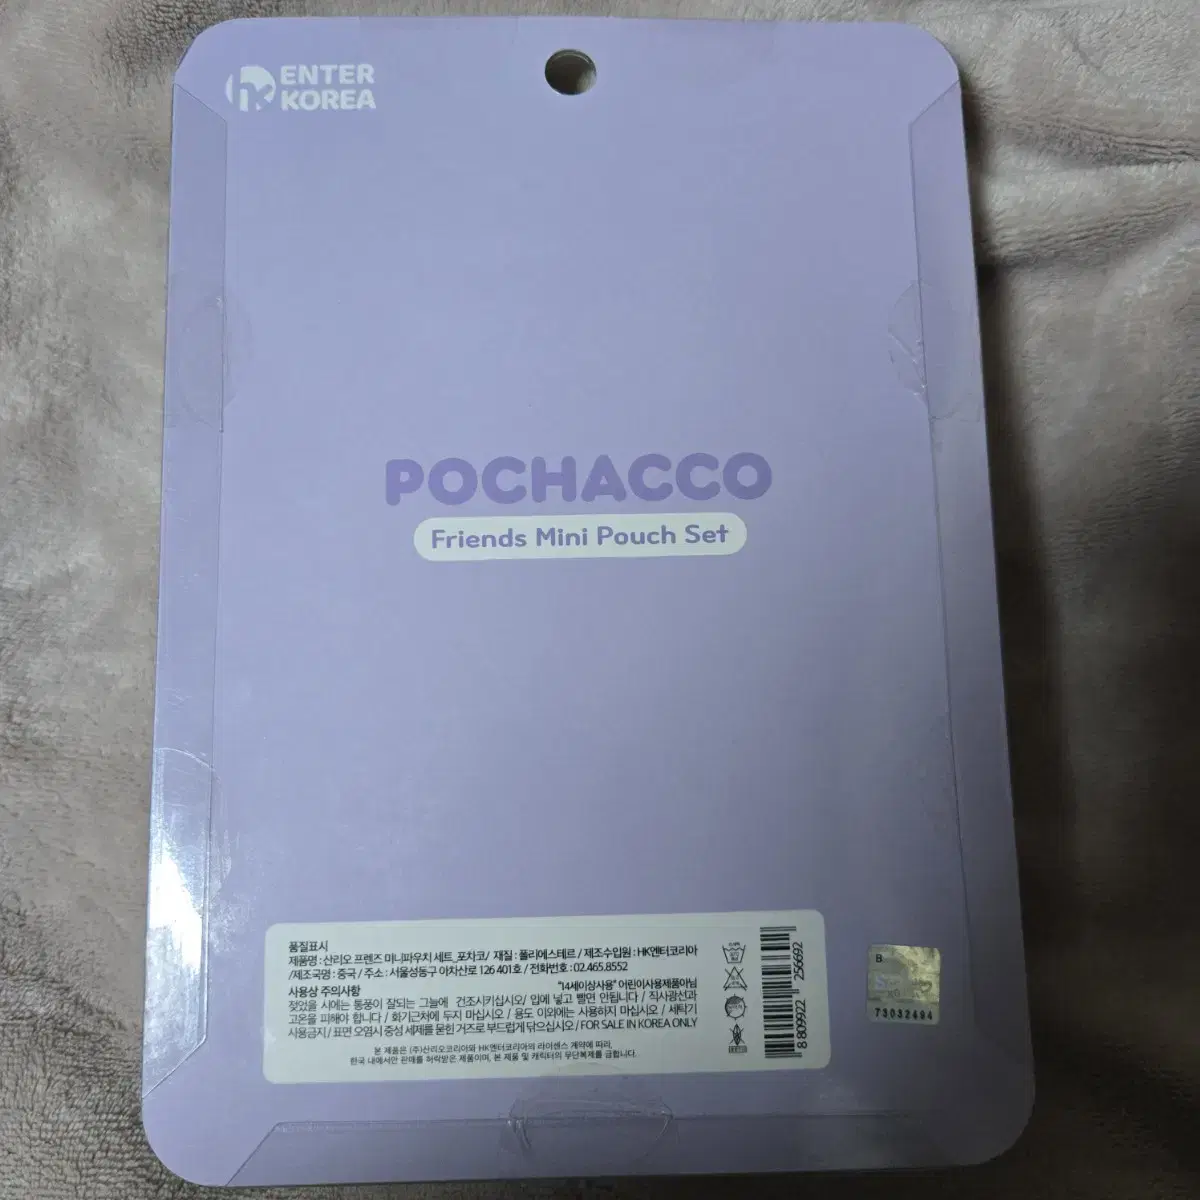 hk ENTER
KOREA
POCHACCO
Friends Mini Pouch Set
품질표시
제품명 : 산리오 프렌즈 미니파우치 세트_포차코/ 재질 : 폴리에스테르 / 제조수입원 : HK엔터코리아
/제조국명 : 중국 / 주소 : 서울성동구 아차산로 126 401호 / 전화번호 : 02.465.8552
사용상 주의사항 "14세이상사용" 어린이사용제품아님
젖었을 시에는 통풍이 잘되는 그늘에 건조시키십시오/ 입에 넣고 빨면 안됩니다 / 직사광선과
고온을 피해야 합니다 / 화기근처에 두지 마십시오 / 용도 이외에는 사용하지 마십시오 / 세탁기
사용금지 / 표면 오염시 중성 세제를 묻힌 거즈로 부드럽게 닦으십시오 / FOR SALE IN KOREA ONLY
본 제품은 (주)산리오코리아와 HK엔터코리아의 라이센스 계약에 따라,
한국 내에서만 판매를 허락받은 제품이며, 본 제품 및 캐릭터의 무단복제를 금합니다.
8 809922 256692
B
73032494